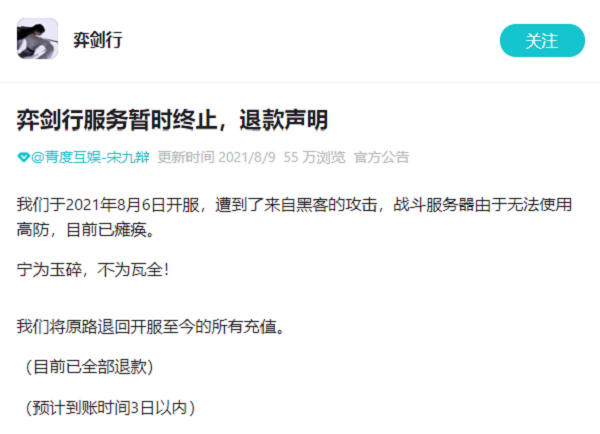 弈剑行
关注
弈剑行服务暂时终止，退款声明
@青度互娱-宋九辩 更新时间 2021/8/9 55 万浏览 官方公告
我们于2021年8月6日开服，遭到了来自黑客的攻击，战斗服务器由于无法使用
高防，目前已瘫痪。
宁为玉碎，不为瓦全！
我们将原路退回开服至今的所有充值。
（目前已全部退款）
（预计到账时间3日以内）